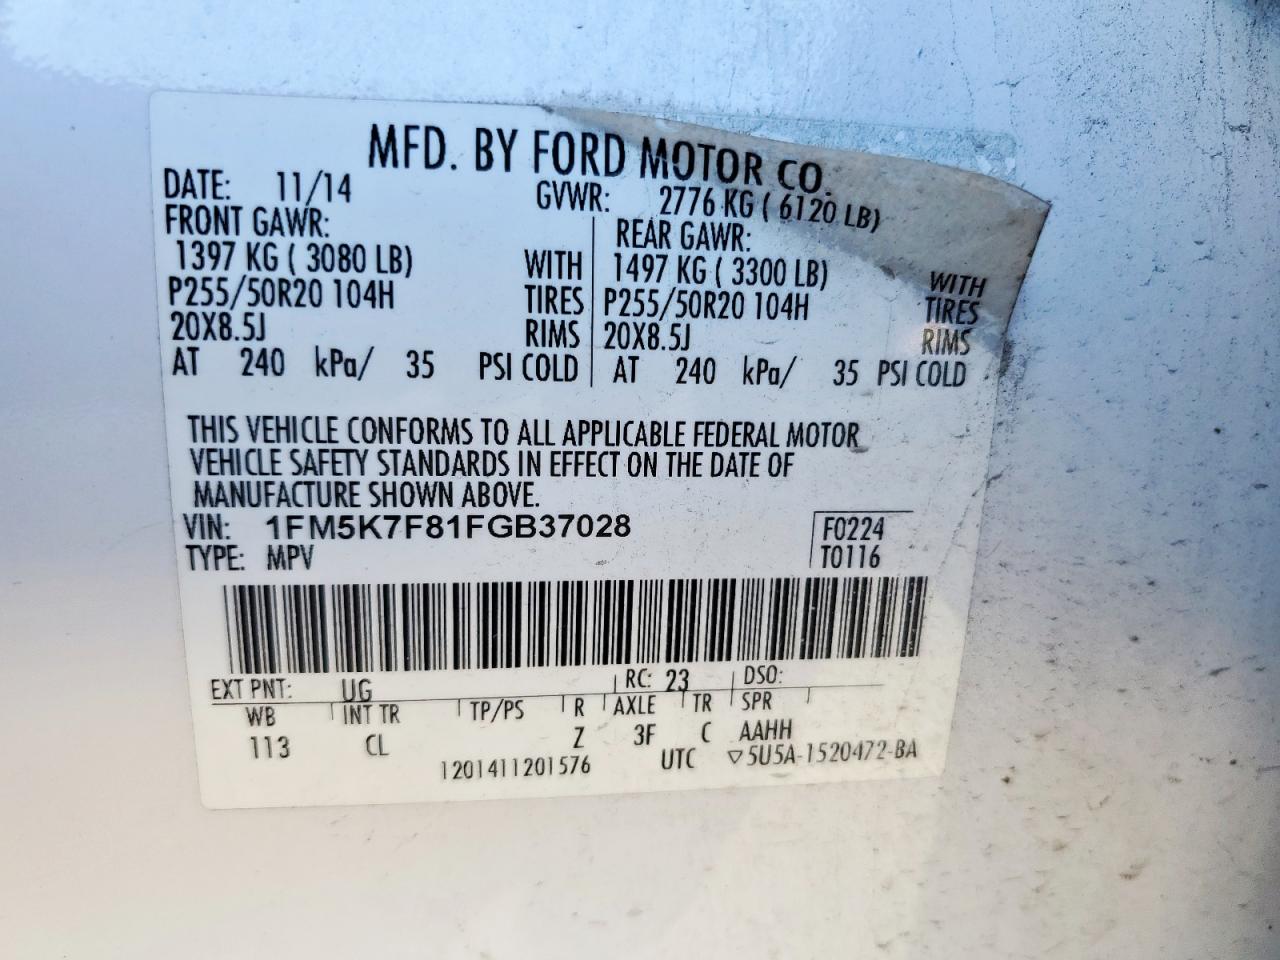 MFD. BY FORD MOTOR CO.
DATE: 11/14 GVWR: 2776 KG ( 6120 LB)
FRONT GAWR: REAR GAWR:
1397 KG ( 3080 LB) WITH 1497 KG ( 3300 LB) WITH
P255/50R20 104H TIRES P255/50R20 104H TIRES
20X8.5J RIMS 20X8.5J RIMS
AT 240 kPa/ 35 PSI COLD AT 240 kPa/ 35 PSI COLD
THIS VEHICLE CONFORMS TO ALL APPLICABLE FEDERAL MOTOR
VEHICLE SAFETY STANDARDS IN EFFECT ON THE DATE OF
MANUFACTURE SHOWN ABOVE.
VIN: 1FM5K7F81FGB37028 F0224
TYPE: MPV T0116
EXT PNT: UG RC: 23 DSO:
WB INT TR TP/PS R AXLE TR SPR
113 CL Z 3F C AAHH
1201411201576 UTC ▽5U5A-1520472-BA